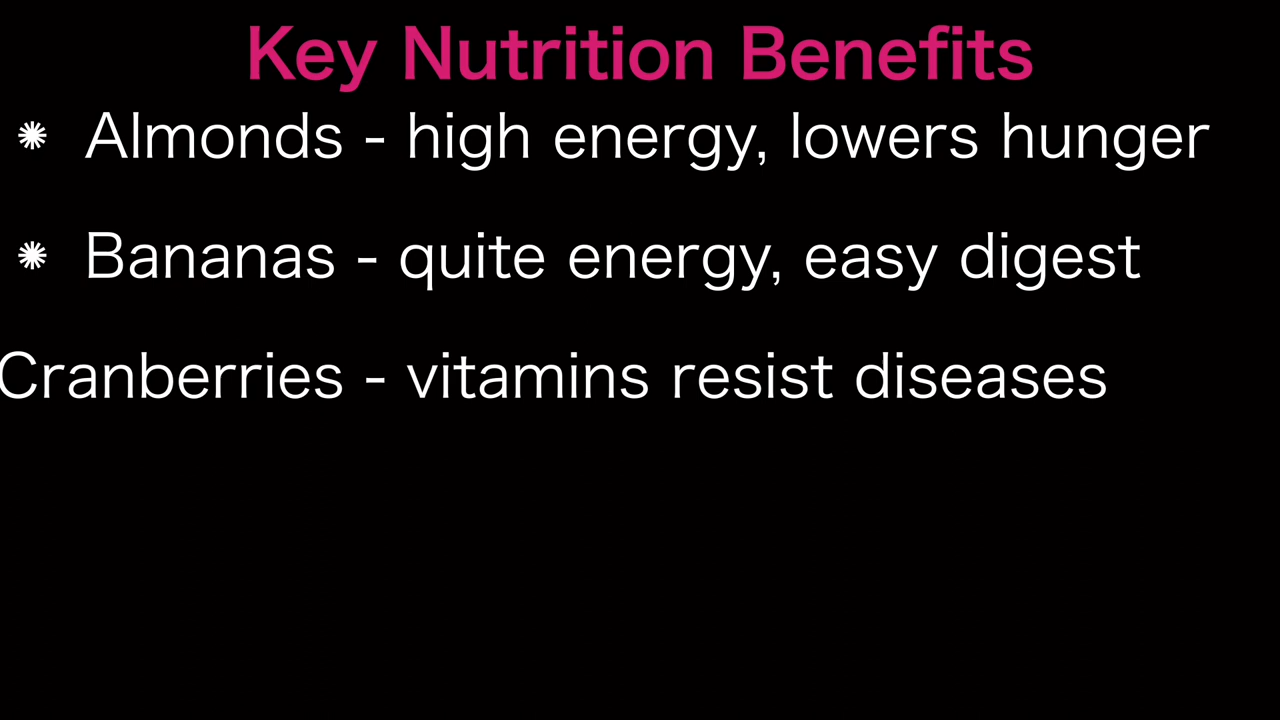 Key Nutrition Benefits
* Almonds - high energy, lowers hunger
* Bananas - quite energy, easy digest
Cranberries - vitamins resist diseases